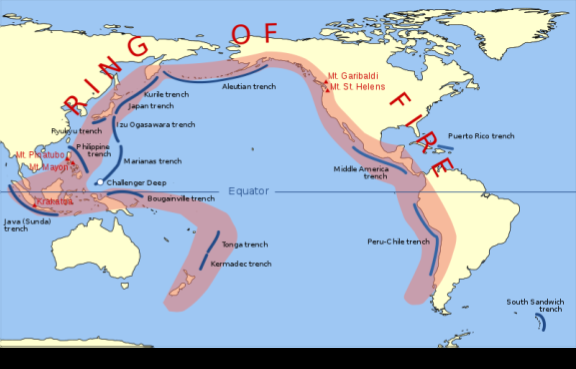 RING OF FIRE
Mt. Garibaldi
Mt. St. Helens
Kurile trench
Aleutian trench
Japan trench
Izu Ogasawara trench
Ryukyu trench
Puerto Rico trench
Philippine
trench
Mt. Pinatubo
Marianas trench
Mt. Mayon
Middle America
trench
Challenger Deep
Equator
Bougainville trench
Krakatoa
Java (Sunda)
trench
Tonga trench
Peru-Chile trench
Kermadec trench
South Sandwich
trench